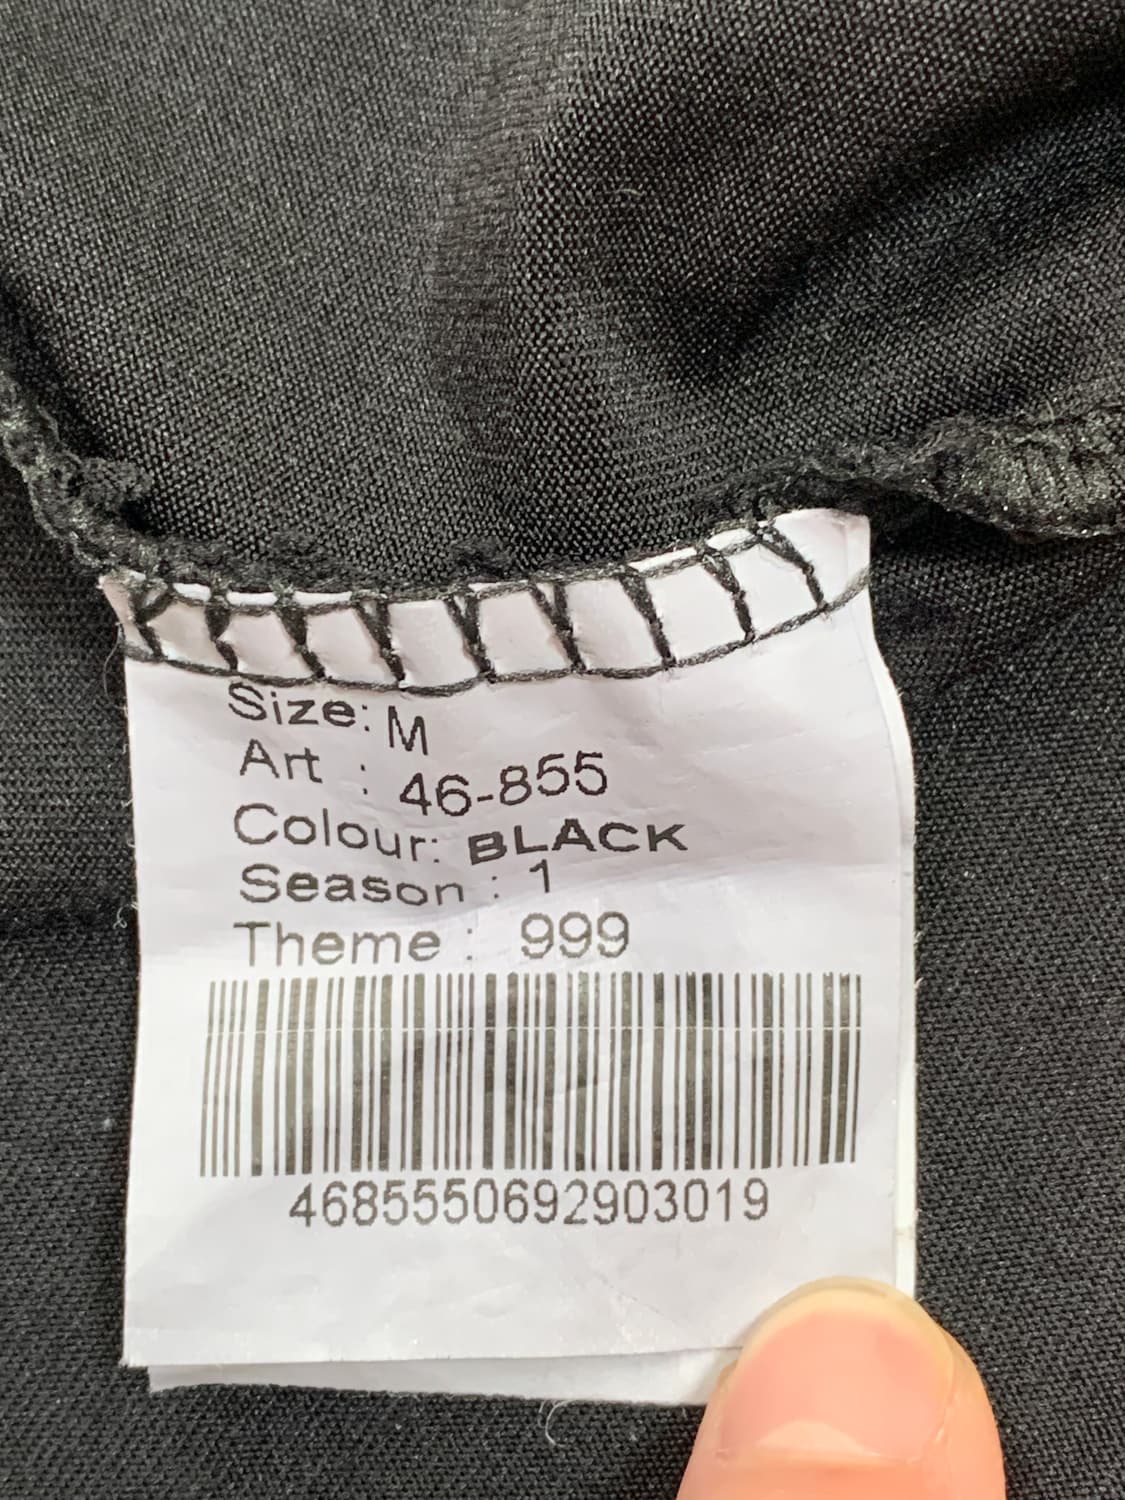 Size: M
Art : 46-855
Colour: BLACK
Season : 1
Theme : 999
4685550692903019